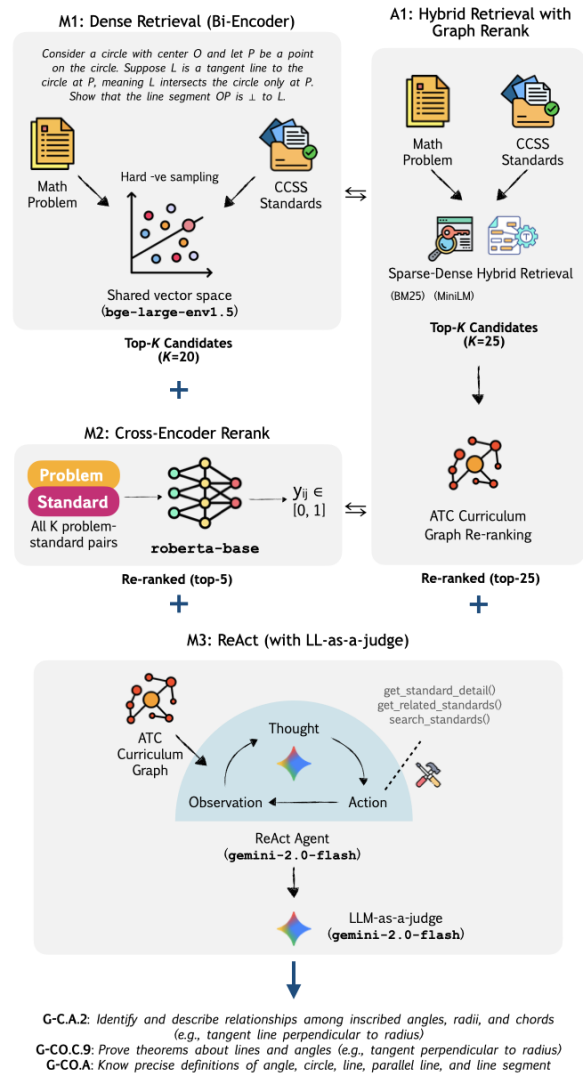 M1: Dense Retrieval (Bi-Encoder)
Consider a circle with center O and let P be a point
on the circle. Suppose L is a tangent line to the
circle at P, meaning L intersects the circle only at P.
Show that the line segment OP is ⊥ to L.
Math
Problem
Hard -ve sampling
CCSS
Standards
Shared vector space
(bge-large-env1.5)
Top-K Candidates
(K=20)
+
M2: Cross-Encoder Rerank
Problem
Standard
All K problem-
standard pairs
roberta-base
yij ∈
[0, 1]
Re-ranked (top-5)
+
A1: Hybrid Retrieval with
Graph Rerank
Math
Problem
CCSS
Standards
T
Sparse-Dense Hybrid Retrieval
(BM25) (MiniLM)
Top-K Candidates
(K=25)
ATC Curriculum
Graph Re-ranking
Re-ranked (top-25)
+
M3: ReAct (with LL-as-a-judge)
ATC
Curriculum
Graph
get_standard_detail()
get_related_standards()
search_standards()
Thought
Observation
Action
ReAct Agent
(gemini-2.0-flash)
LLM-as-a-judge
(gemini-2.0-flash)
G-C.A.2: Identify and describe relationships among inscribed angles, radii, and chords
(e.g., tangent line perpendicular to radius)
G-CO.C.9: Prove theorems about lines and angles (e.g., tangent perpendicular to radius)
G-CO.A: Know precise definitions of angle, circle, line, parallel line, and line segment